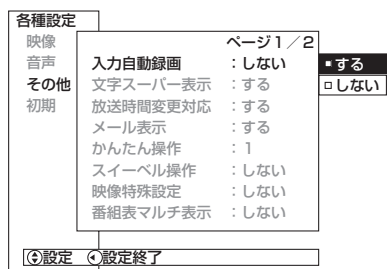 各種設定
映像
音声
その他
初期
ページ1／2
入力自動録画 ：しない
文字スーパー表示 ：する
放送時間変更対応 ：する
メール表示 ：する
かんたん操作 ：1
スイーベル操作 ：しない
映像特殊設定 ：しない
番組表マルチ表示 ：しない
する
しない
設定 設定終了